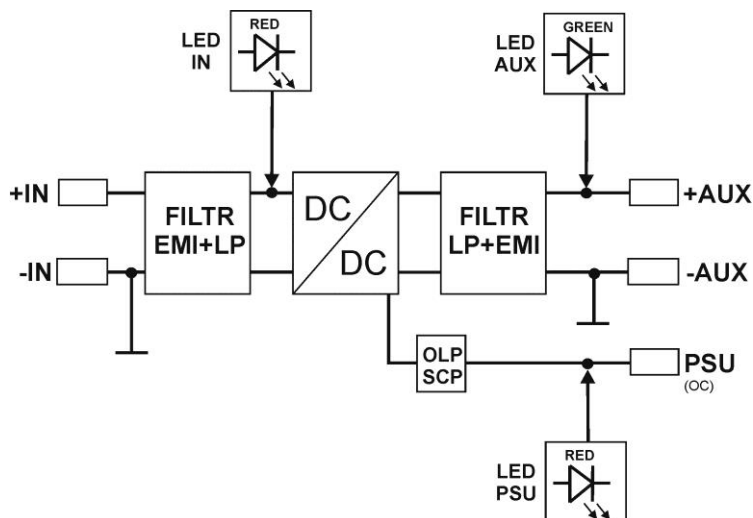 LED
IN
RED
LED
AUX
GREEN
+IN
FILTR
EMI+LP
DC
DC
FILTR
LP+EMI
+AUX
-IN
-AUX
OLP
SCP
PSU
(OC)
LED
PSU
RED